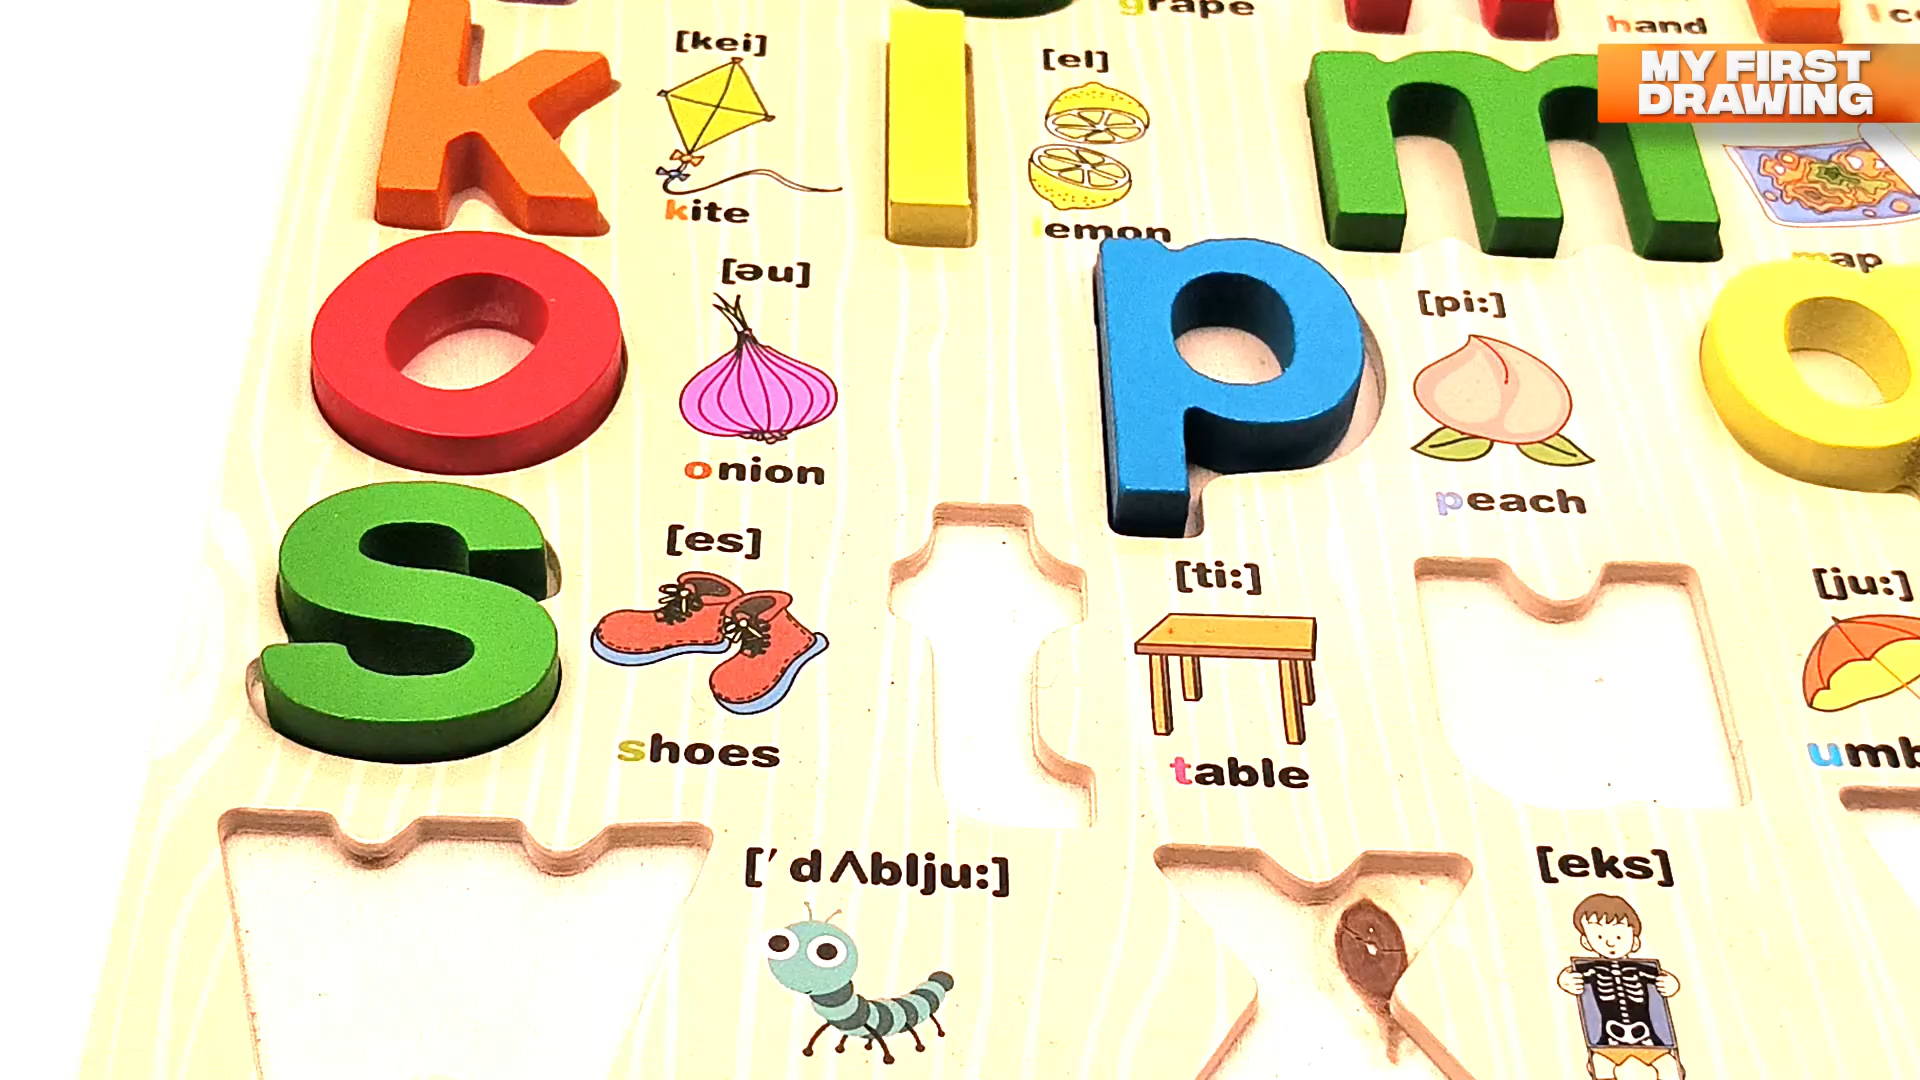 grape
hand
MY FIRST
DRAWING
k
[kei]
kite
l
[el]
lemon
m
map
o
[əu]
onion
p
[pi:]
peach
s
[es]
shoes
[ti:]
table
[ju:]
['dΛblju:]
[eks]